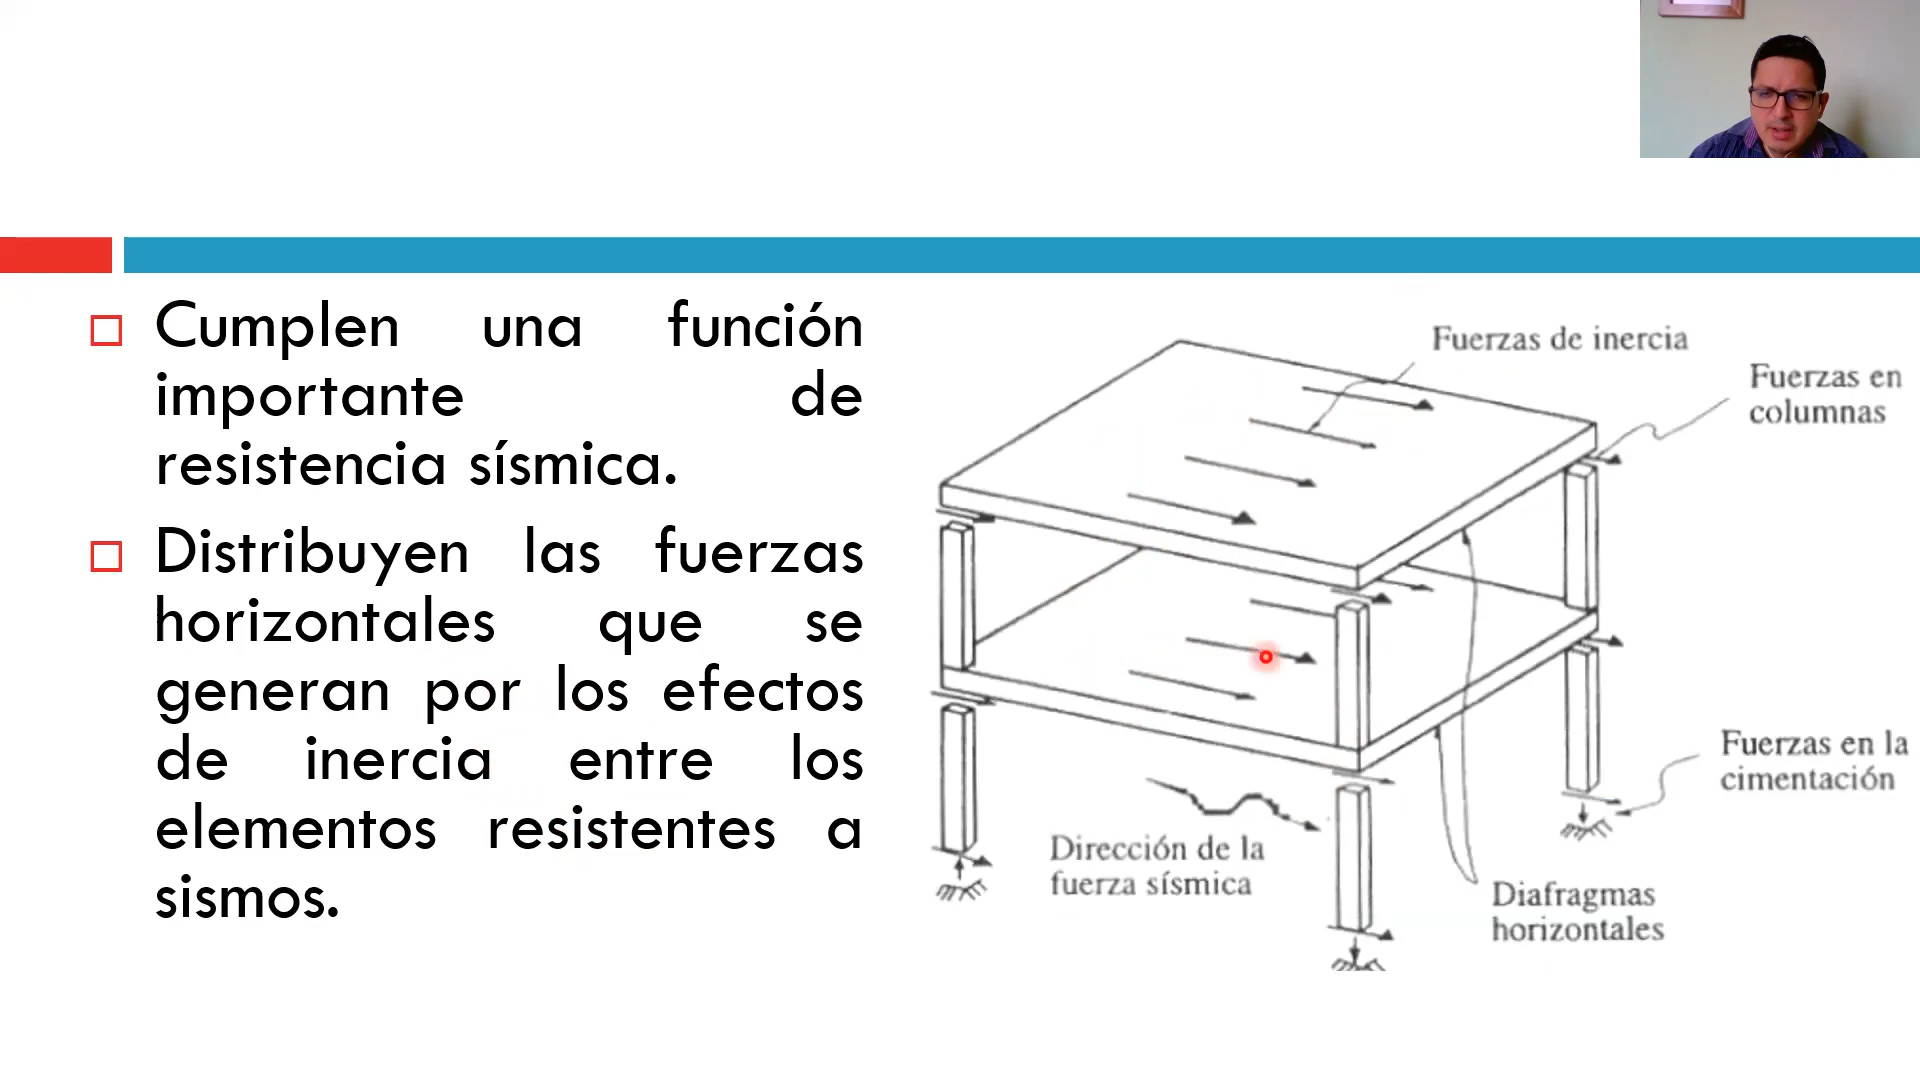 Cumplen una función
importante de
resistencia sísmica.
Distribuyen las fuerzas
horizontales que se
generan por los efectos
de inercia entre los
elementos resistentes a
sismos.
Fuerzas de inercia
Fuerzas en
columnas
Fuerzas en la
cimentación
Dirección de la
fuerza sísmica
Diafragmas
horizontales